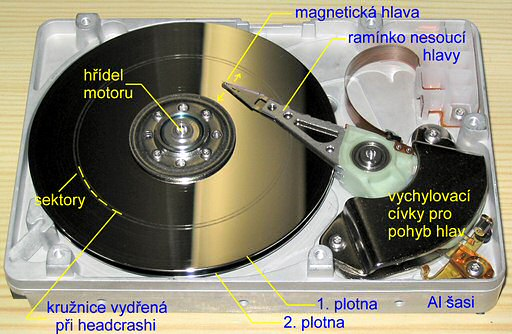 magnetická hlava
ramínko nesoucí
hlavy
hřídel
motoru
sektory
vychylovací
cívky pro
pohyb hlav
kružnice vydřená
při headcrashi
1. plotna
2. plotna
Al šasi